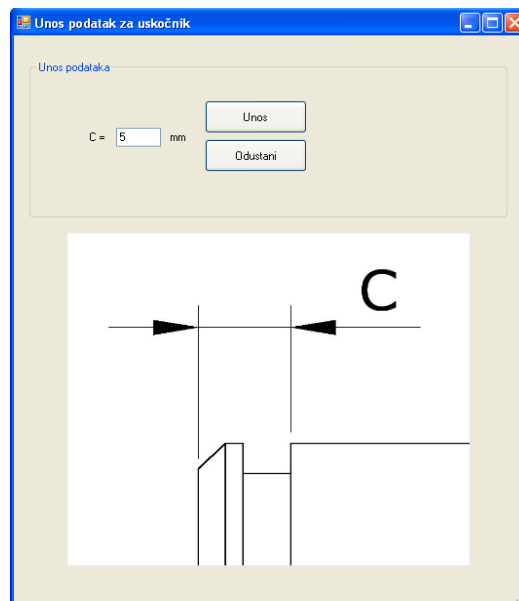 Unos podatak za uskočnik
Unos podataka
C = 5 mm
Unos
Odustani
C